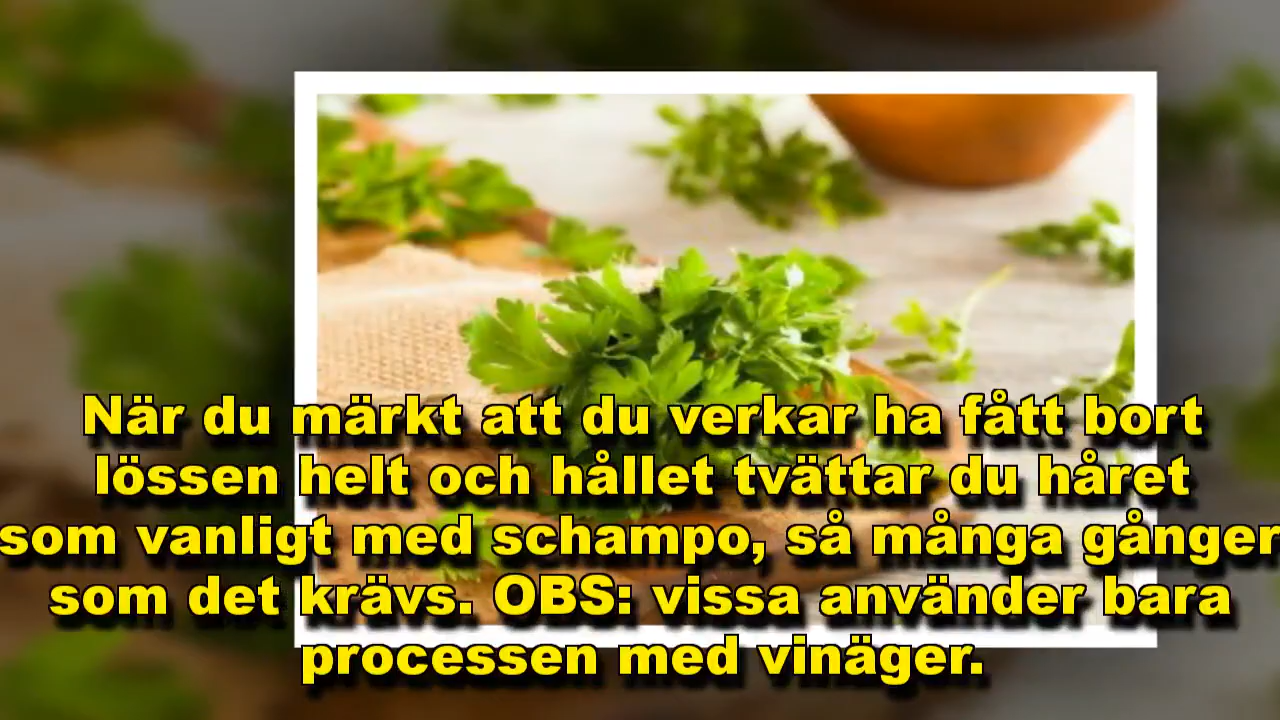 När du märkt att du verkar ha fått bort
lössen helt och hållet tvättar du håret
som vanligt med schampo, så många gånger
som det krävs. OBS: vissa använder bara
processen med vinäger.